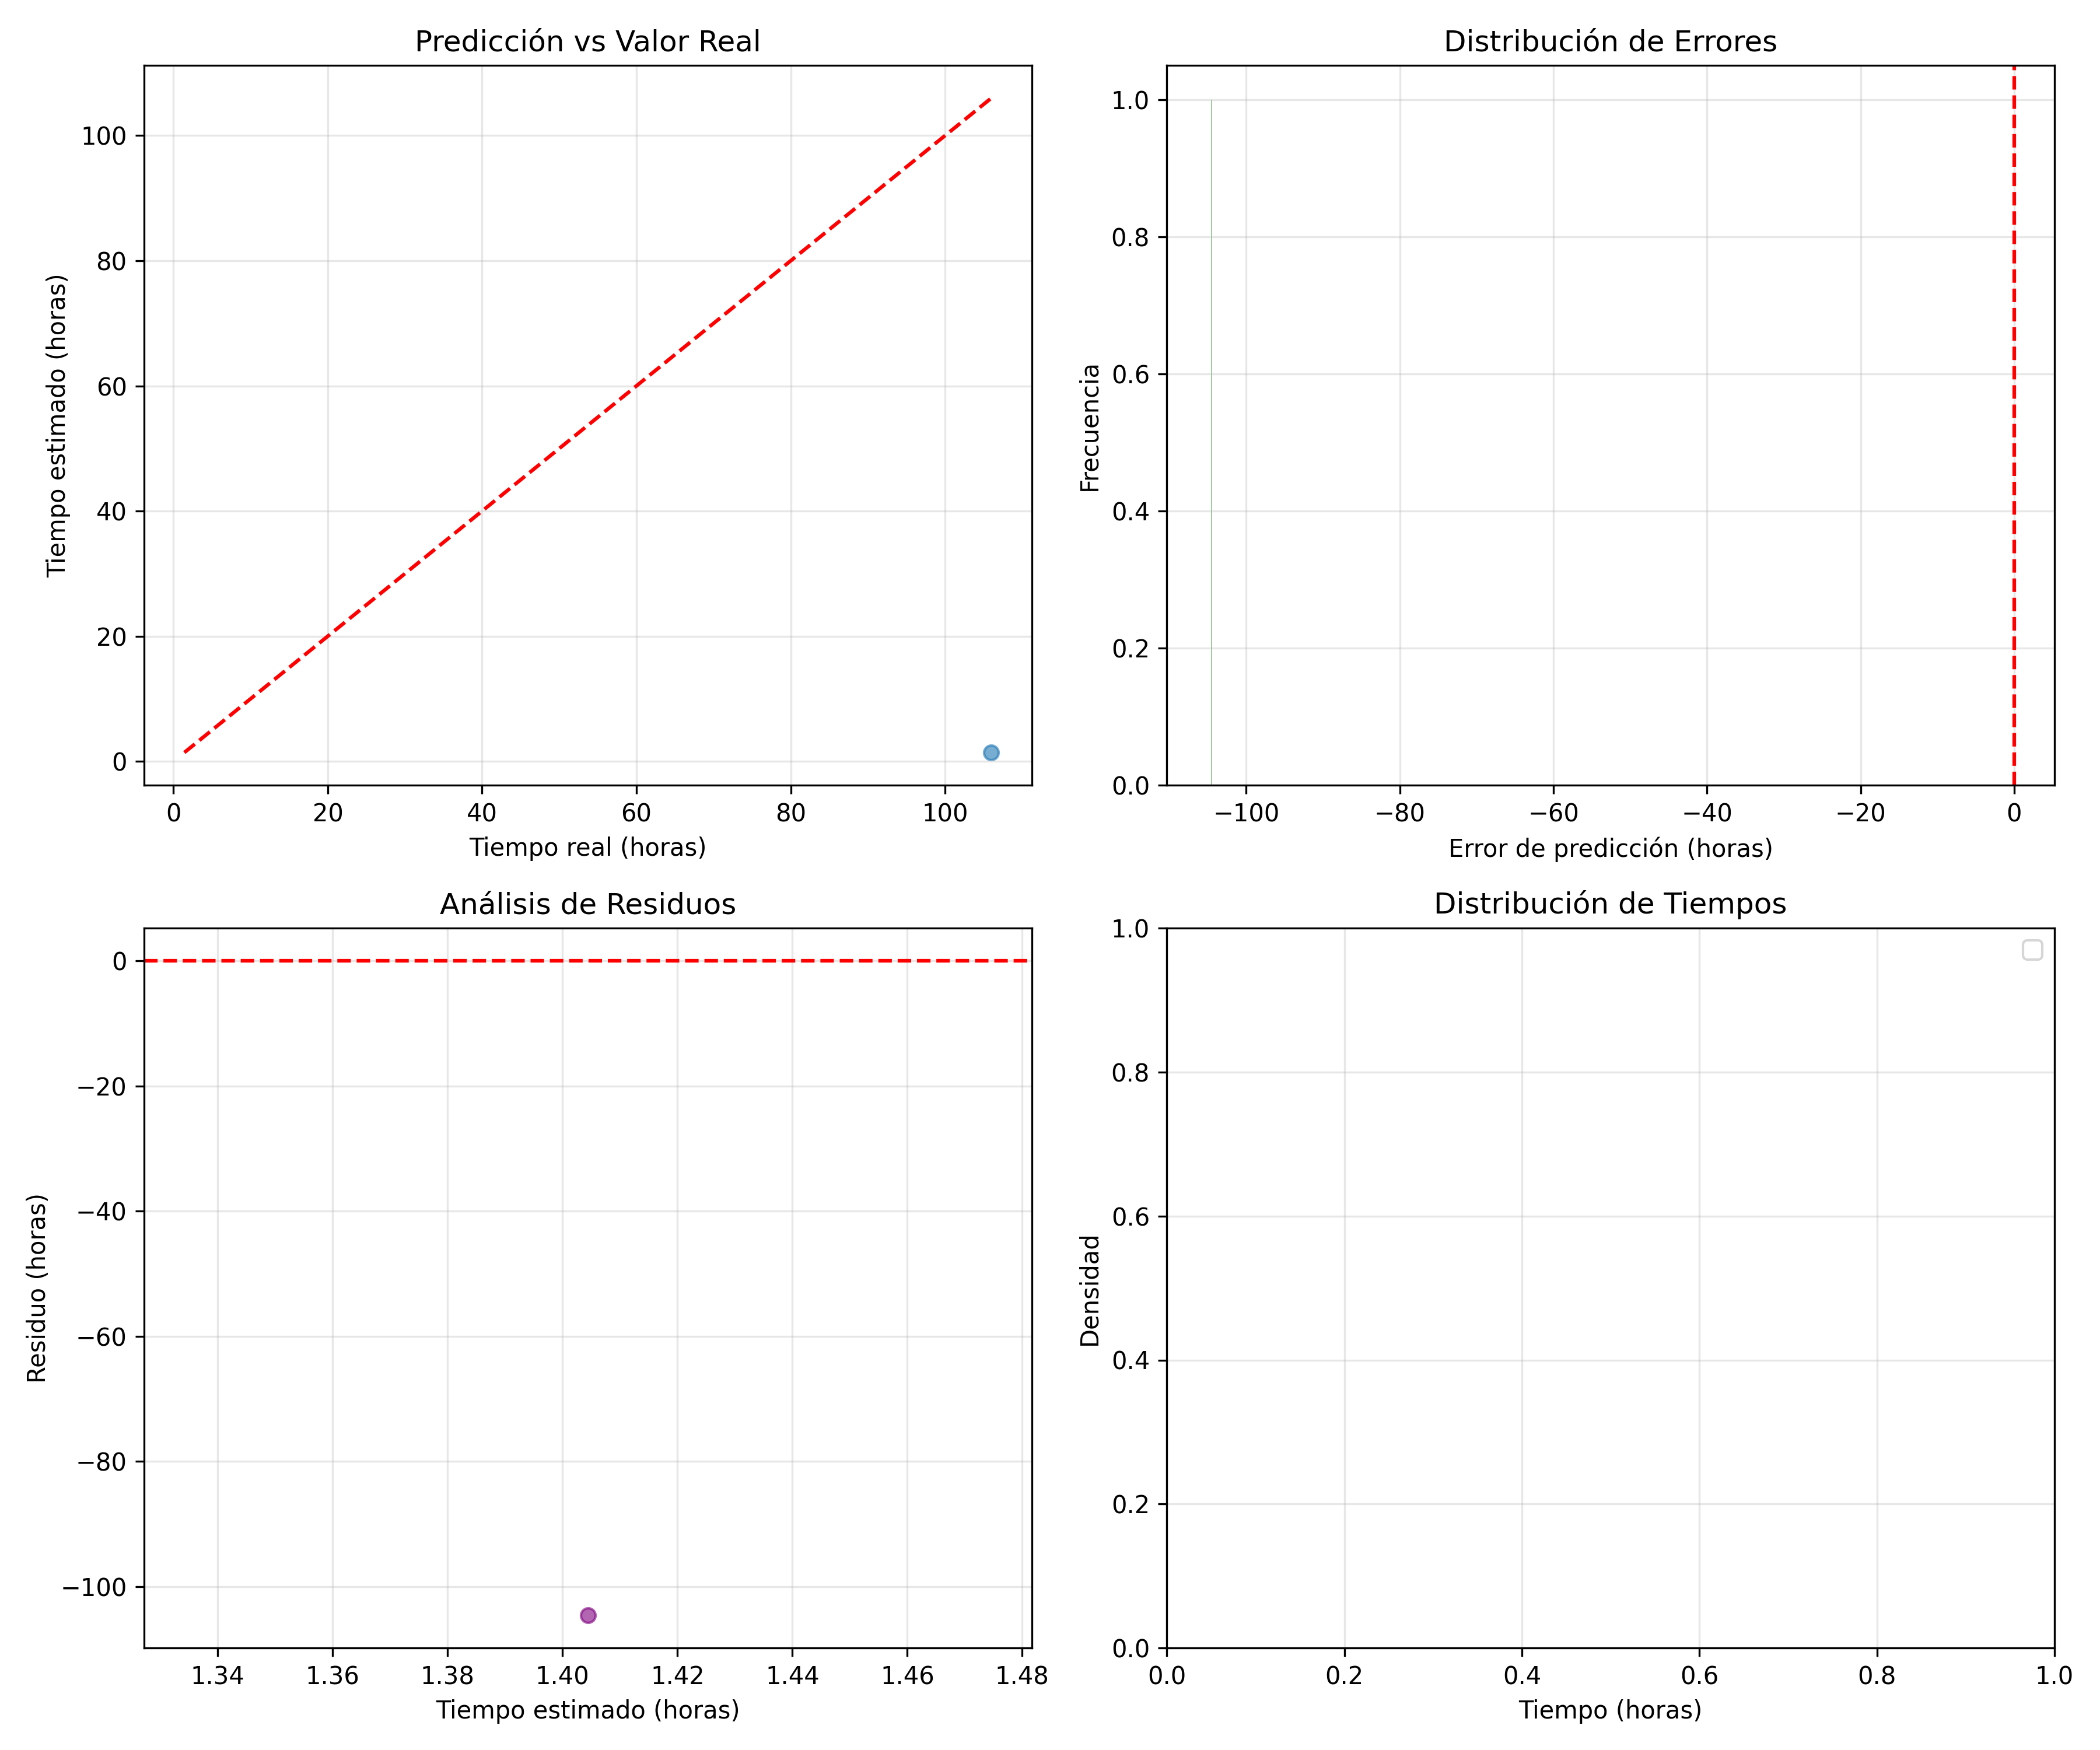 Predicción vs Valor Real
100
80
60
40
20
0
Tiempo estimado (horas)
0 20 40 60 80 100
Tiempo real (horas)
Distribución de Errores
1.0
0.8
0.6
0.4
0.2
0.0
Frecuencia
−100 −80 −60 −40 −20 0
Error de predicción (horas)
Análisis de Residuos
0
−20
−40
−60
−80
−100
Residuo (horas)
1.34 1.36 1.38 1.40 1.42 1.44 1.46 1.48
Tiempo estimado (horas)
Distribución de Tiempos
1.0
0.8
0.6
0.4
0.2
0.0
Densidad
0.0 0.2 0.4 0.6 0.8 1.0
Tiempo (horas)